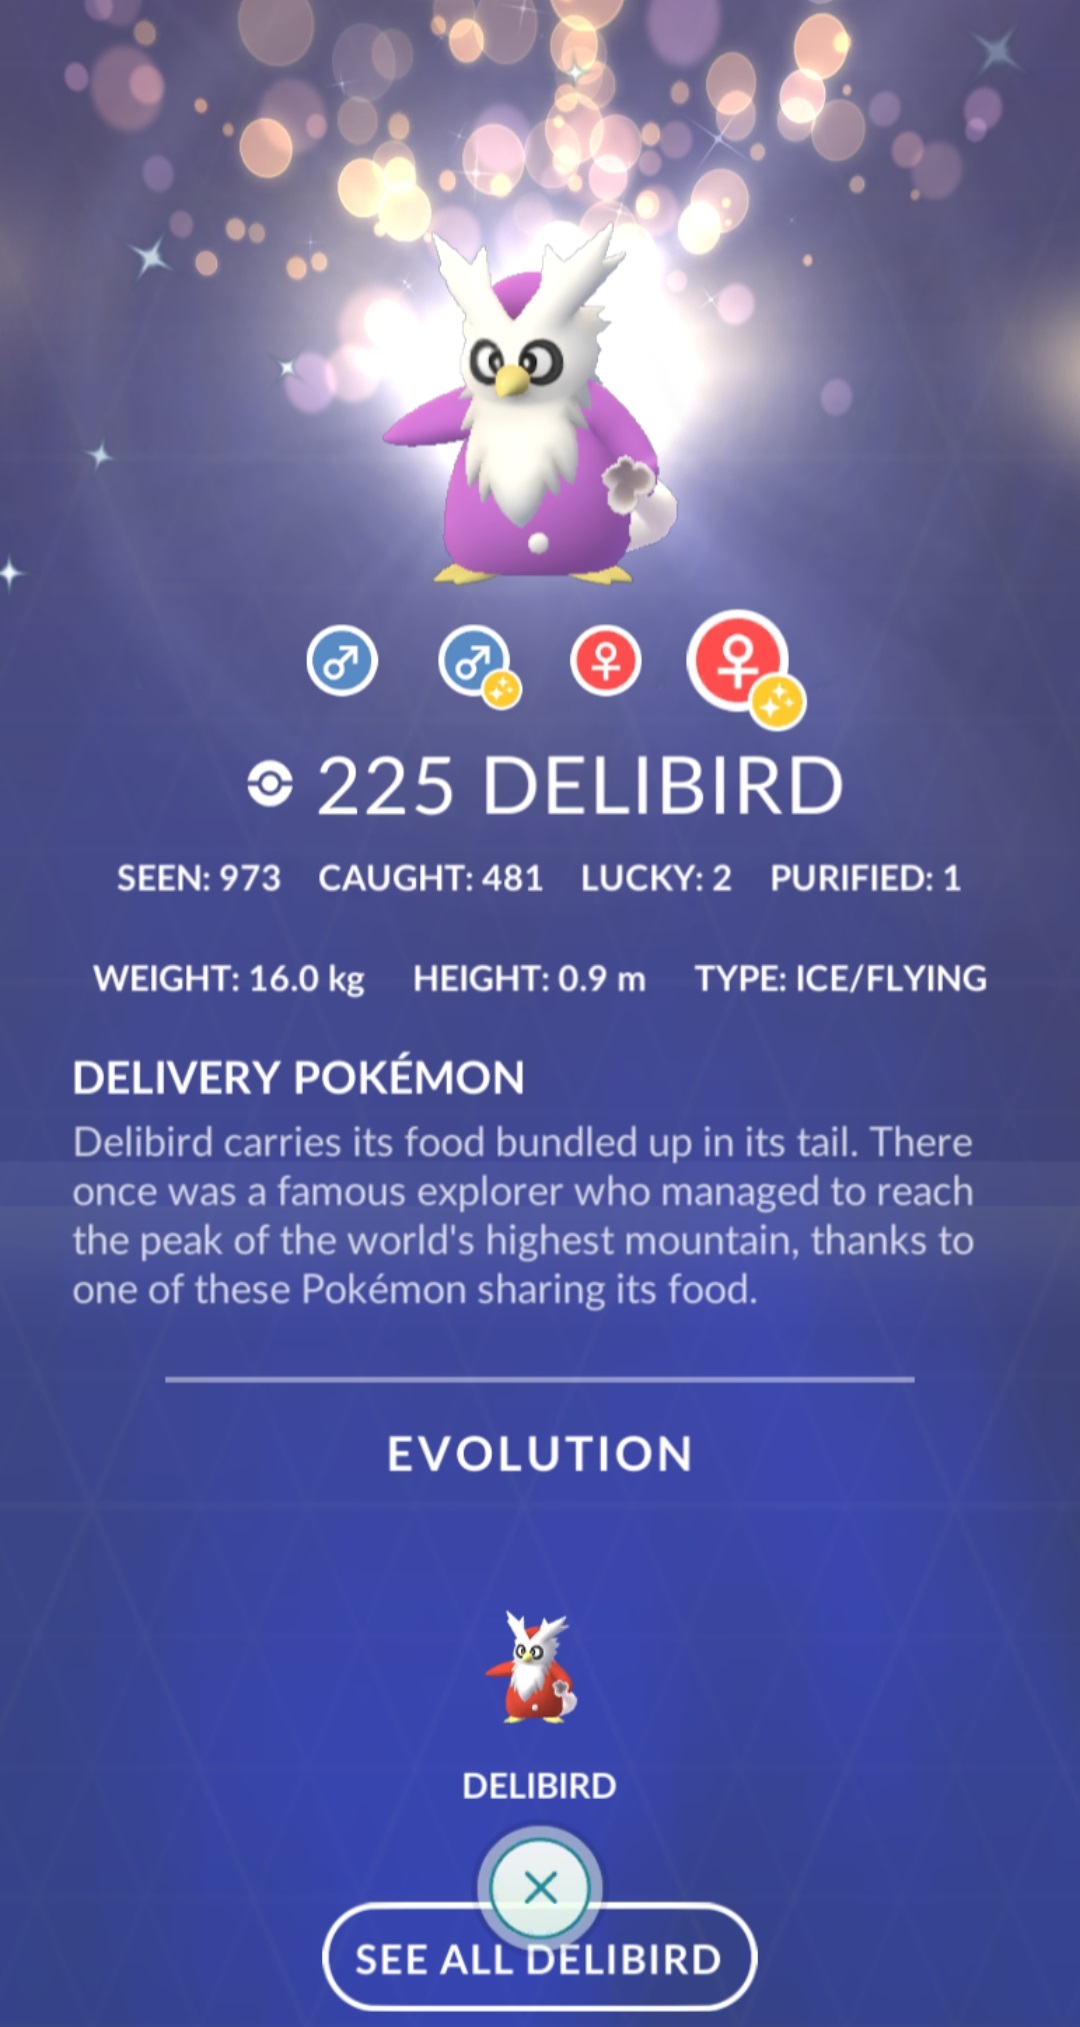 225 DELIBIRD
SEEN: 973 CAUGHT: 481 LUCKY: 2 PURIFIED: 1
WEIGHT: 16.0 kg HEIGHT: 0.9 m TYPE: ICE/FLYING
DELIVERY POKÉMON
Delibird carries its food bundled up in its tail. There
once was a famous explorer who managed to reach
the peak of the world's highest mountain, thanks to
one of these Pokémon sharing its food.
EVOLUTION
DELIBIRD
SEE ALL DELIBIRD